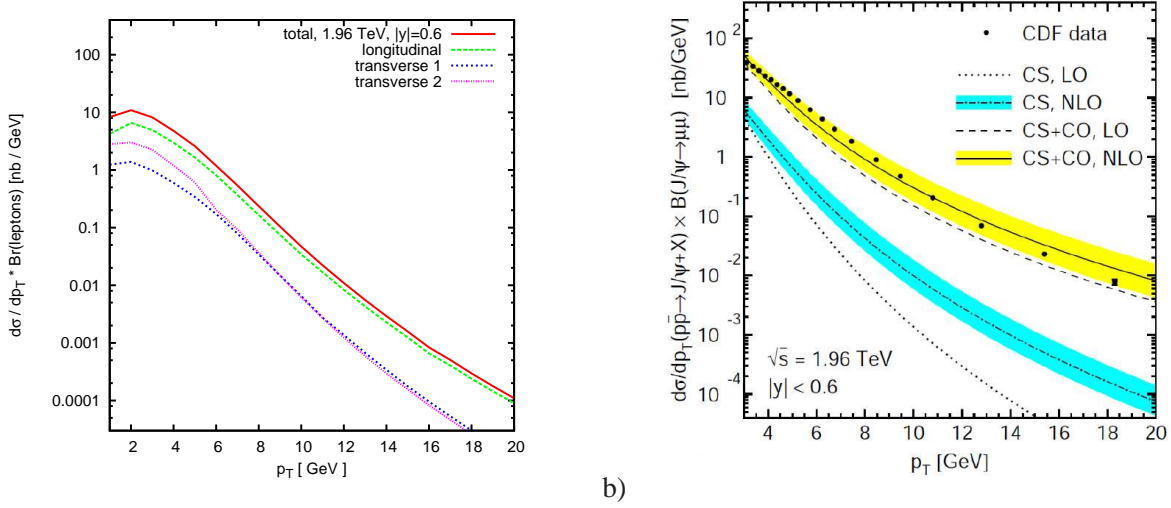 total, 1.96 TeV, |y|=0.6
longitudinal
transverse 1
transverse 2
100
10
1
0.1
0.01
0.001
0.0001
dσ / dp_T * Br(leptons) [nb / GeV]
2 4 6 8 10 12 14 16 18 20
p_T [ GeV ]
b)
CDF data
CS, LO
CS, NLO
CS+CO, LO
CS+CO, NLO
10^2
10
1
10^-1
10^-2
10^-3
10^-4
dσ/dp_T(pp̄→J/ψ+X) × B(J/ψ→μμ) [nb/GeV]
√s = 1.96 TeV
|y| < 0.6
4 6 8 10 12 14 16 18 20
p_T [GeV]